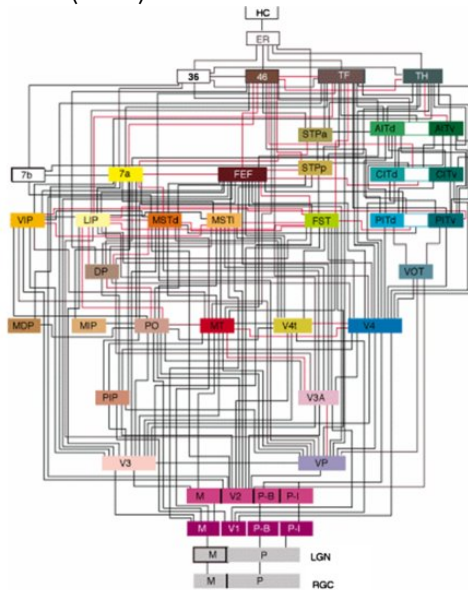 HC
ER
36 46 TF TH
STPa AITd AITv
7b 7a FEF STPp CITd CITv
VIP LIP MSTd MSTl FST PITd PITv
DP VOT
MDP MIP PO MT V4t V4
PIP V3A
V3 VP
M V2 P-B P-I
M V1 P-B P-I
M P LGN
M P RGC